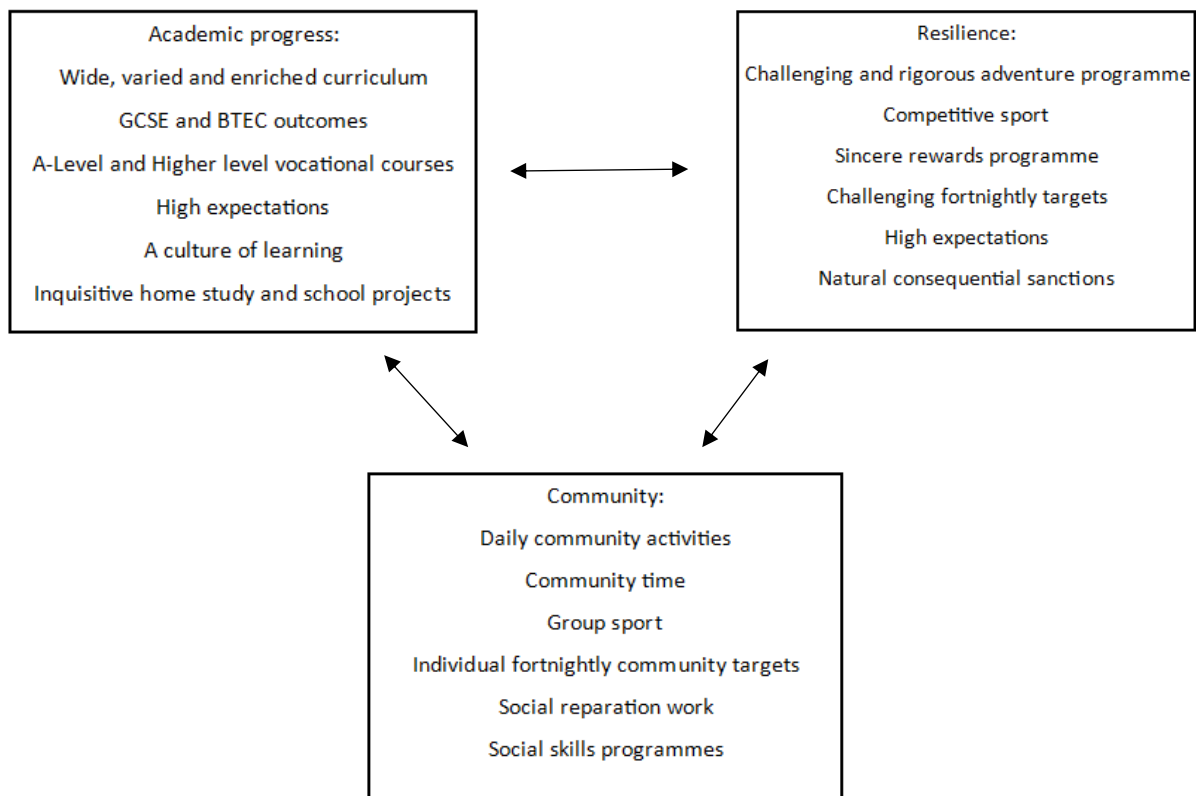 Academic progress:
Wide, varied and enriched curriculum
GCSE and BTEC outcomes
A-Level and Higher level vocational courses
High expectations
A culture of learning
Inquisitive home study and school projects
Resilience:
Challenging and rigorous adventure programme
Competitive sport
Sincere rewards programme
Challenging fortnightly targets
High expectations
Natural consequential sanctions
Community:
Daily community activities
Community time
Group sport
Individual fortnightly community targets
Social reparation work
Social skills programmes